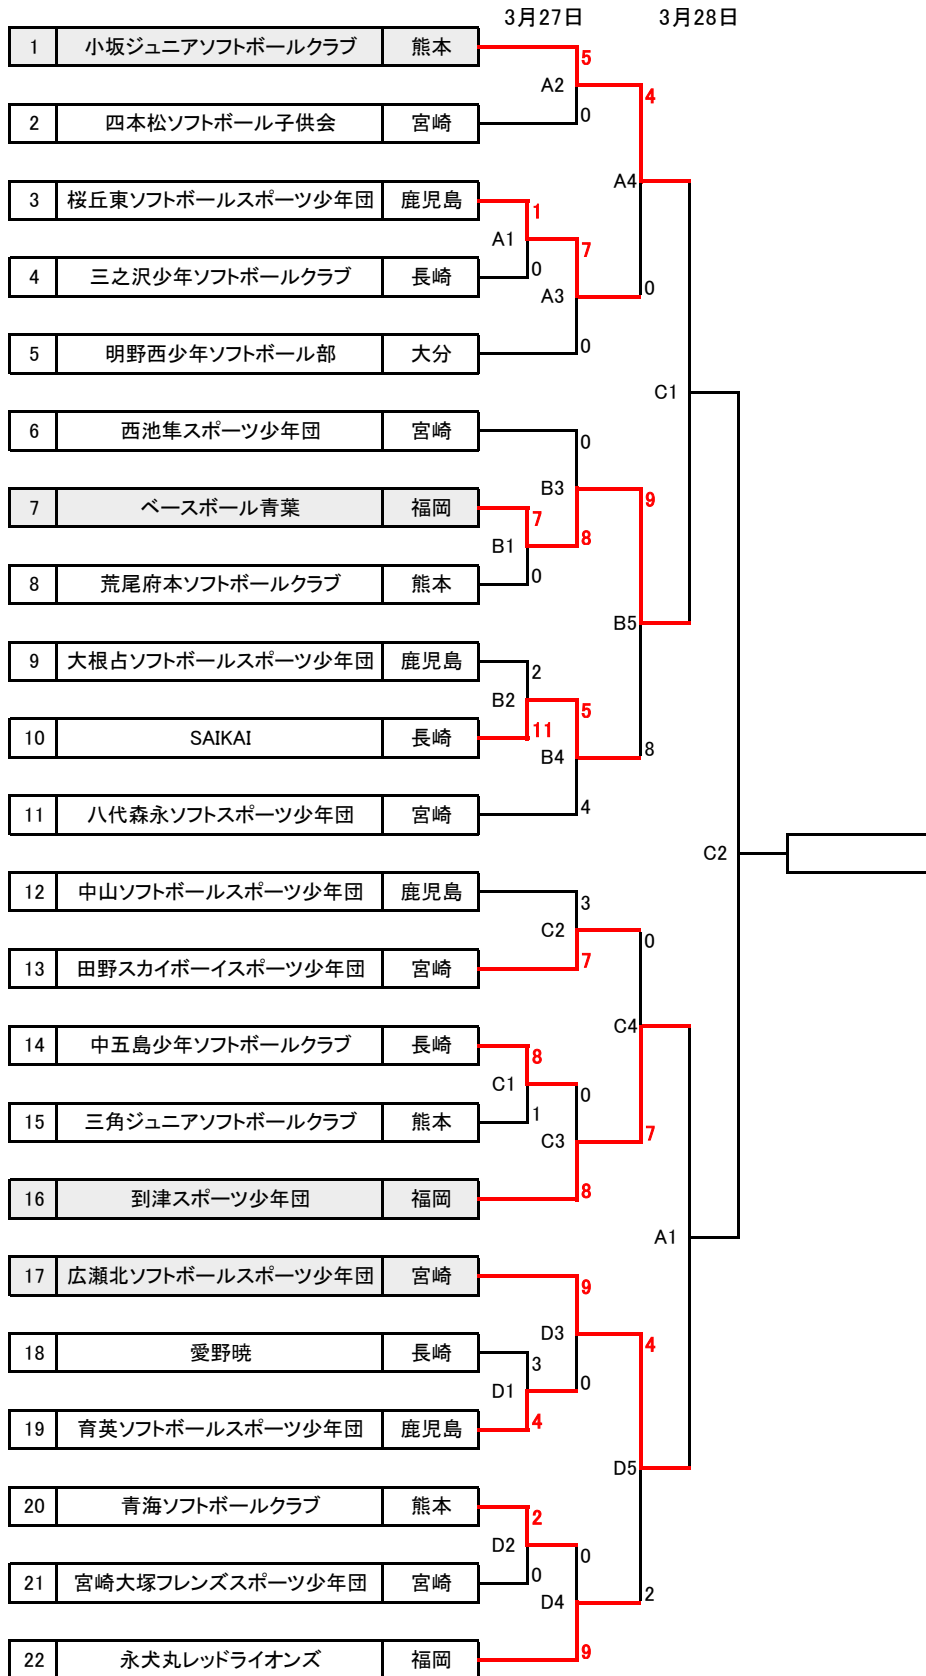 3月27日 3月28日
1 小坂ジュニアソフトボールクラブ 熊本
5
A2
4
0
2 四本松ソフトボール子供会 宮崎
A4
3 桜丘東ソフトボールスポーツ少年団 鹿児島
1
A1
7
0
4 三之沢少年ソフトボールクラブ 長崎
A3
0
0
5 明野西少年ソフトボール部 大分
C1
6 西池隼スポーツ少年団 宮崎
0
B3
9
7 ベースボール青葉 福岡
7
B1
8
0
8 荒尾府本ソフトボールクラブ 熊本
B5
9 大根占ソフトボールスポーツ少年団 鹿児島
2
B2
5
11
10 SAIKAI 長崎
B4
8
4
11 八代森永ソフトスポーツ少年団 宮崎
C2
12 中山ソフトボールスポーツ少年団 鹿児島
3
C2
0
7
13 田野スカイボーイスポーツ少年団 宮崎
C4
14 中五島少年ソフトボールクラブ 長崎
8
C1
0
1
15 三角ジュニアソフトボールクラブ 熊本
C3
7
8
16 到津スポーツ少年団 福岡
A1
17 広瀬北ソフトボールスポーツ少年団 宮崎
9
D3
4
18 愛野暁 長崎
3
D1
0
4
19 育英ソフトボールスポーツ少年団 鹿児島
D5
20 青海ソフトボールクラブ 熊本
2
D2
0
0
21 宮崎大塚フレンズスポーツ少年団 宮崎
D4
2
9
22 永犬丸レッドライオンズ 福岡